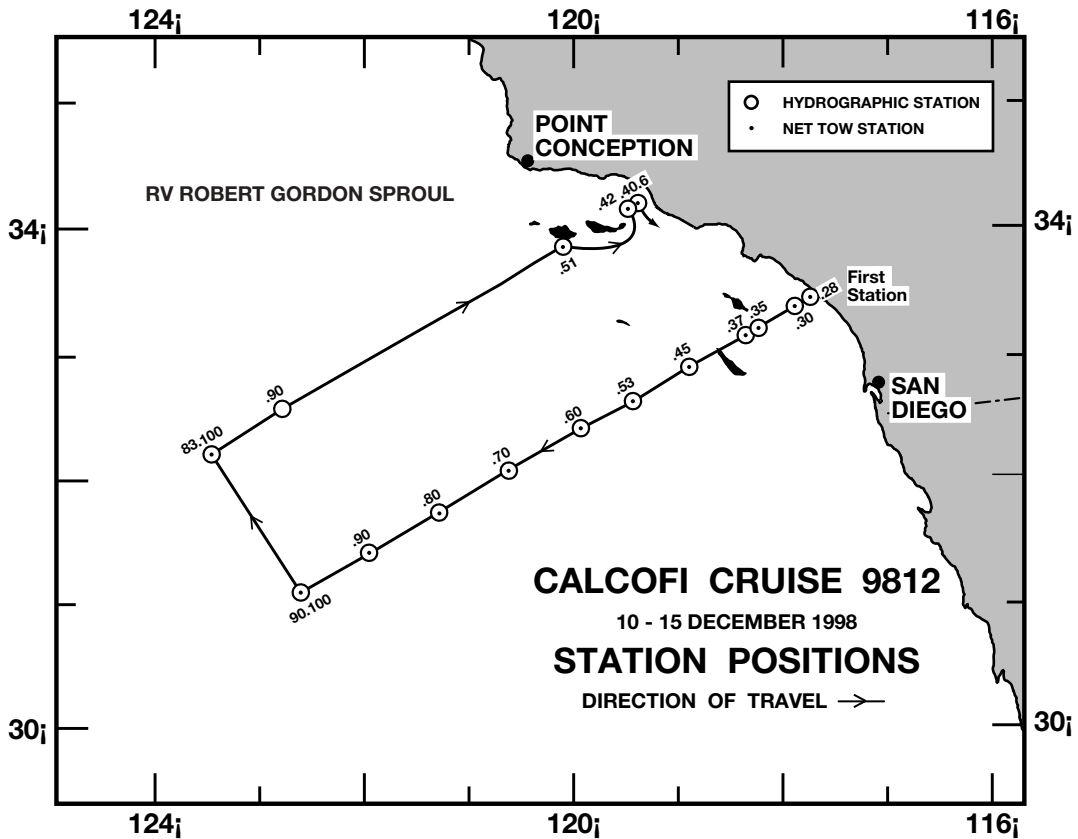 124¡ 120¡ 116¡
HYDROGRAPHIC STATION
NET TOW STATION
POINT
CONCEPTION
RV ROBERT GORDON SPROUL
.42 .40.6
34¡ 34¡
.51
First
Station
.28
.30
.35
.37
.45
.53
.60
.70
.80
.90
90.100
83.100
.90
SAN
DIEGO
CALCOFI CRUISE 9812
10 - 15 DECEMBER 1998
STATION POSITIONS
DIRECTION OF TRAVEL
30¡ 30¡
124¡ 120¡ 116¡